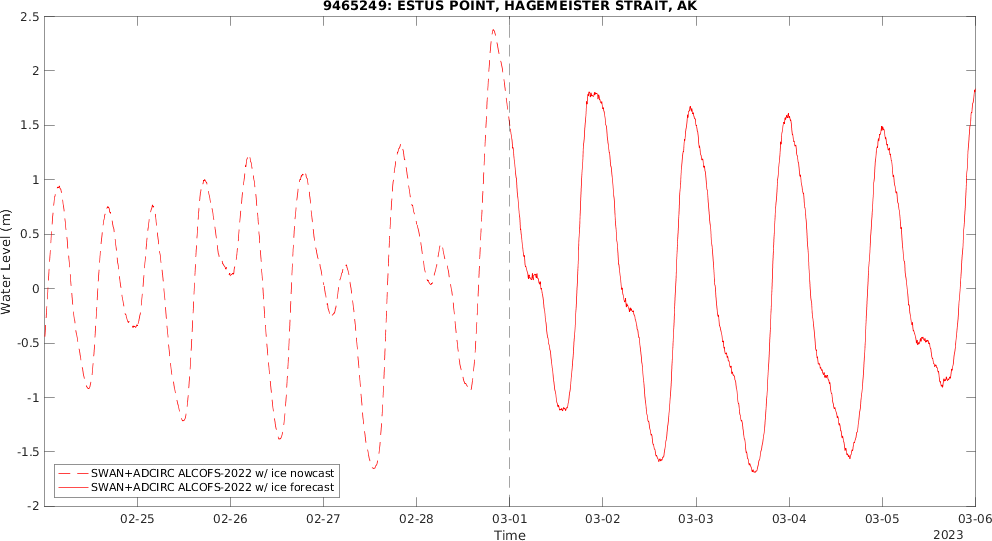 9465249: ESTUS POINT, HAGEMEISTER STRAIT, AK
2.5
2
1.5
1
0.5
0
-0.5
-1
-1.5
-2
Water Level (m)
SWAN+ADCIRC ALCOFS-2022 w/ ice nowcast
SWAN+ADCIRC ALCOFS-2022 w/ ice forecast
02-25 02-26 02-27 02-28 03-01 03-02 03-03 03-04 03-05 03-06
Time
2023